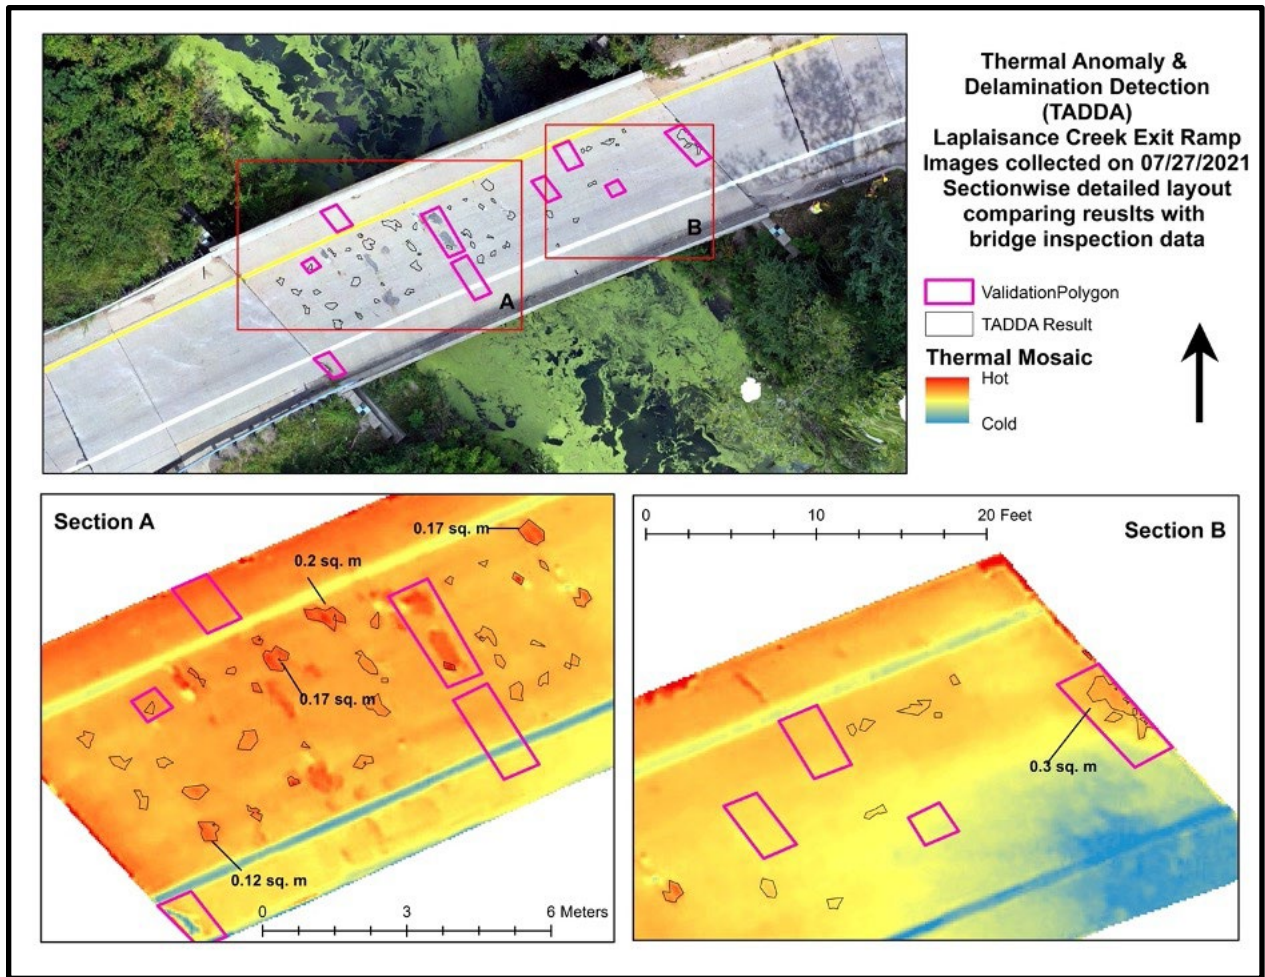 Thermal Anomaly &
Delamination Detection
(TADDA)
Laplaisance Creek Exit Ramp
Images collected on 07/27/2021
Sectionwise detailed layout
comparing reuslts with
bridge inspection data
ValidationPolygon
TADDA Result
Thermal Mosaic
Hot
Cold
A
B
Section A
0.17 sq. m
0.2 sq. m
0.17 sq. m
0.12 sq. m
0 3 6 Meters
0 10 20 Feet
Section B
0.3 sq. m